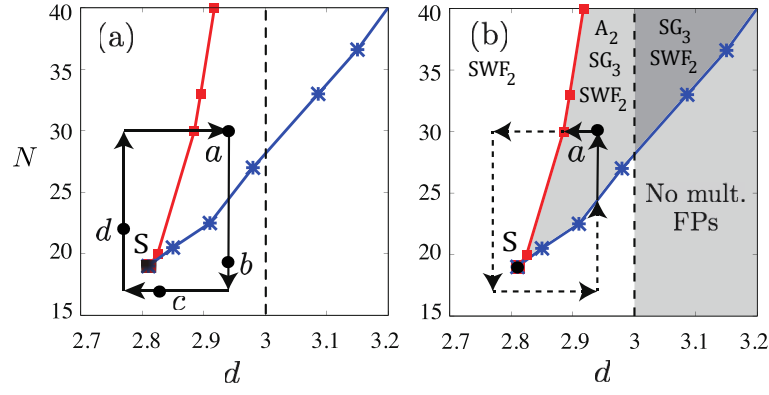 (a)
40
35
30
25
20
15
N
a
d
S
b
c
2.7
2.8
2.9
3
3.1
3.2
d
(b)
A₂
SG₃
SWF₂
SG₃
SWF₂
SWF₂
40
35
30
25
20
15
a
No mult.
FPs
S
2.7
2.8
2.9
3
3.1
3.2
d